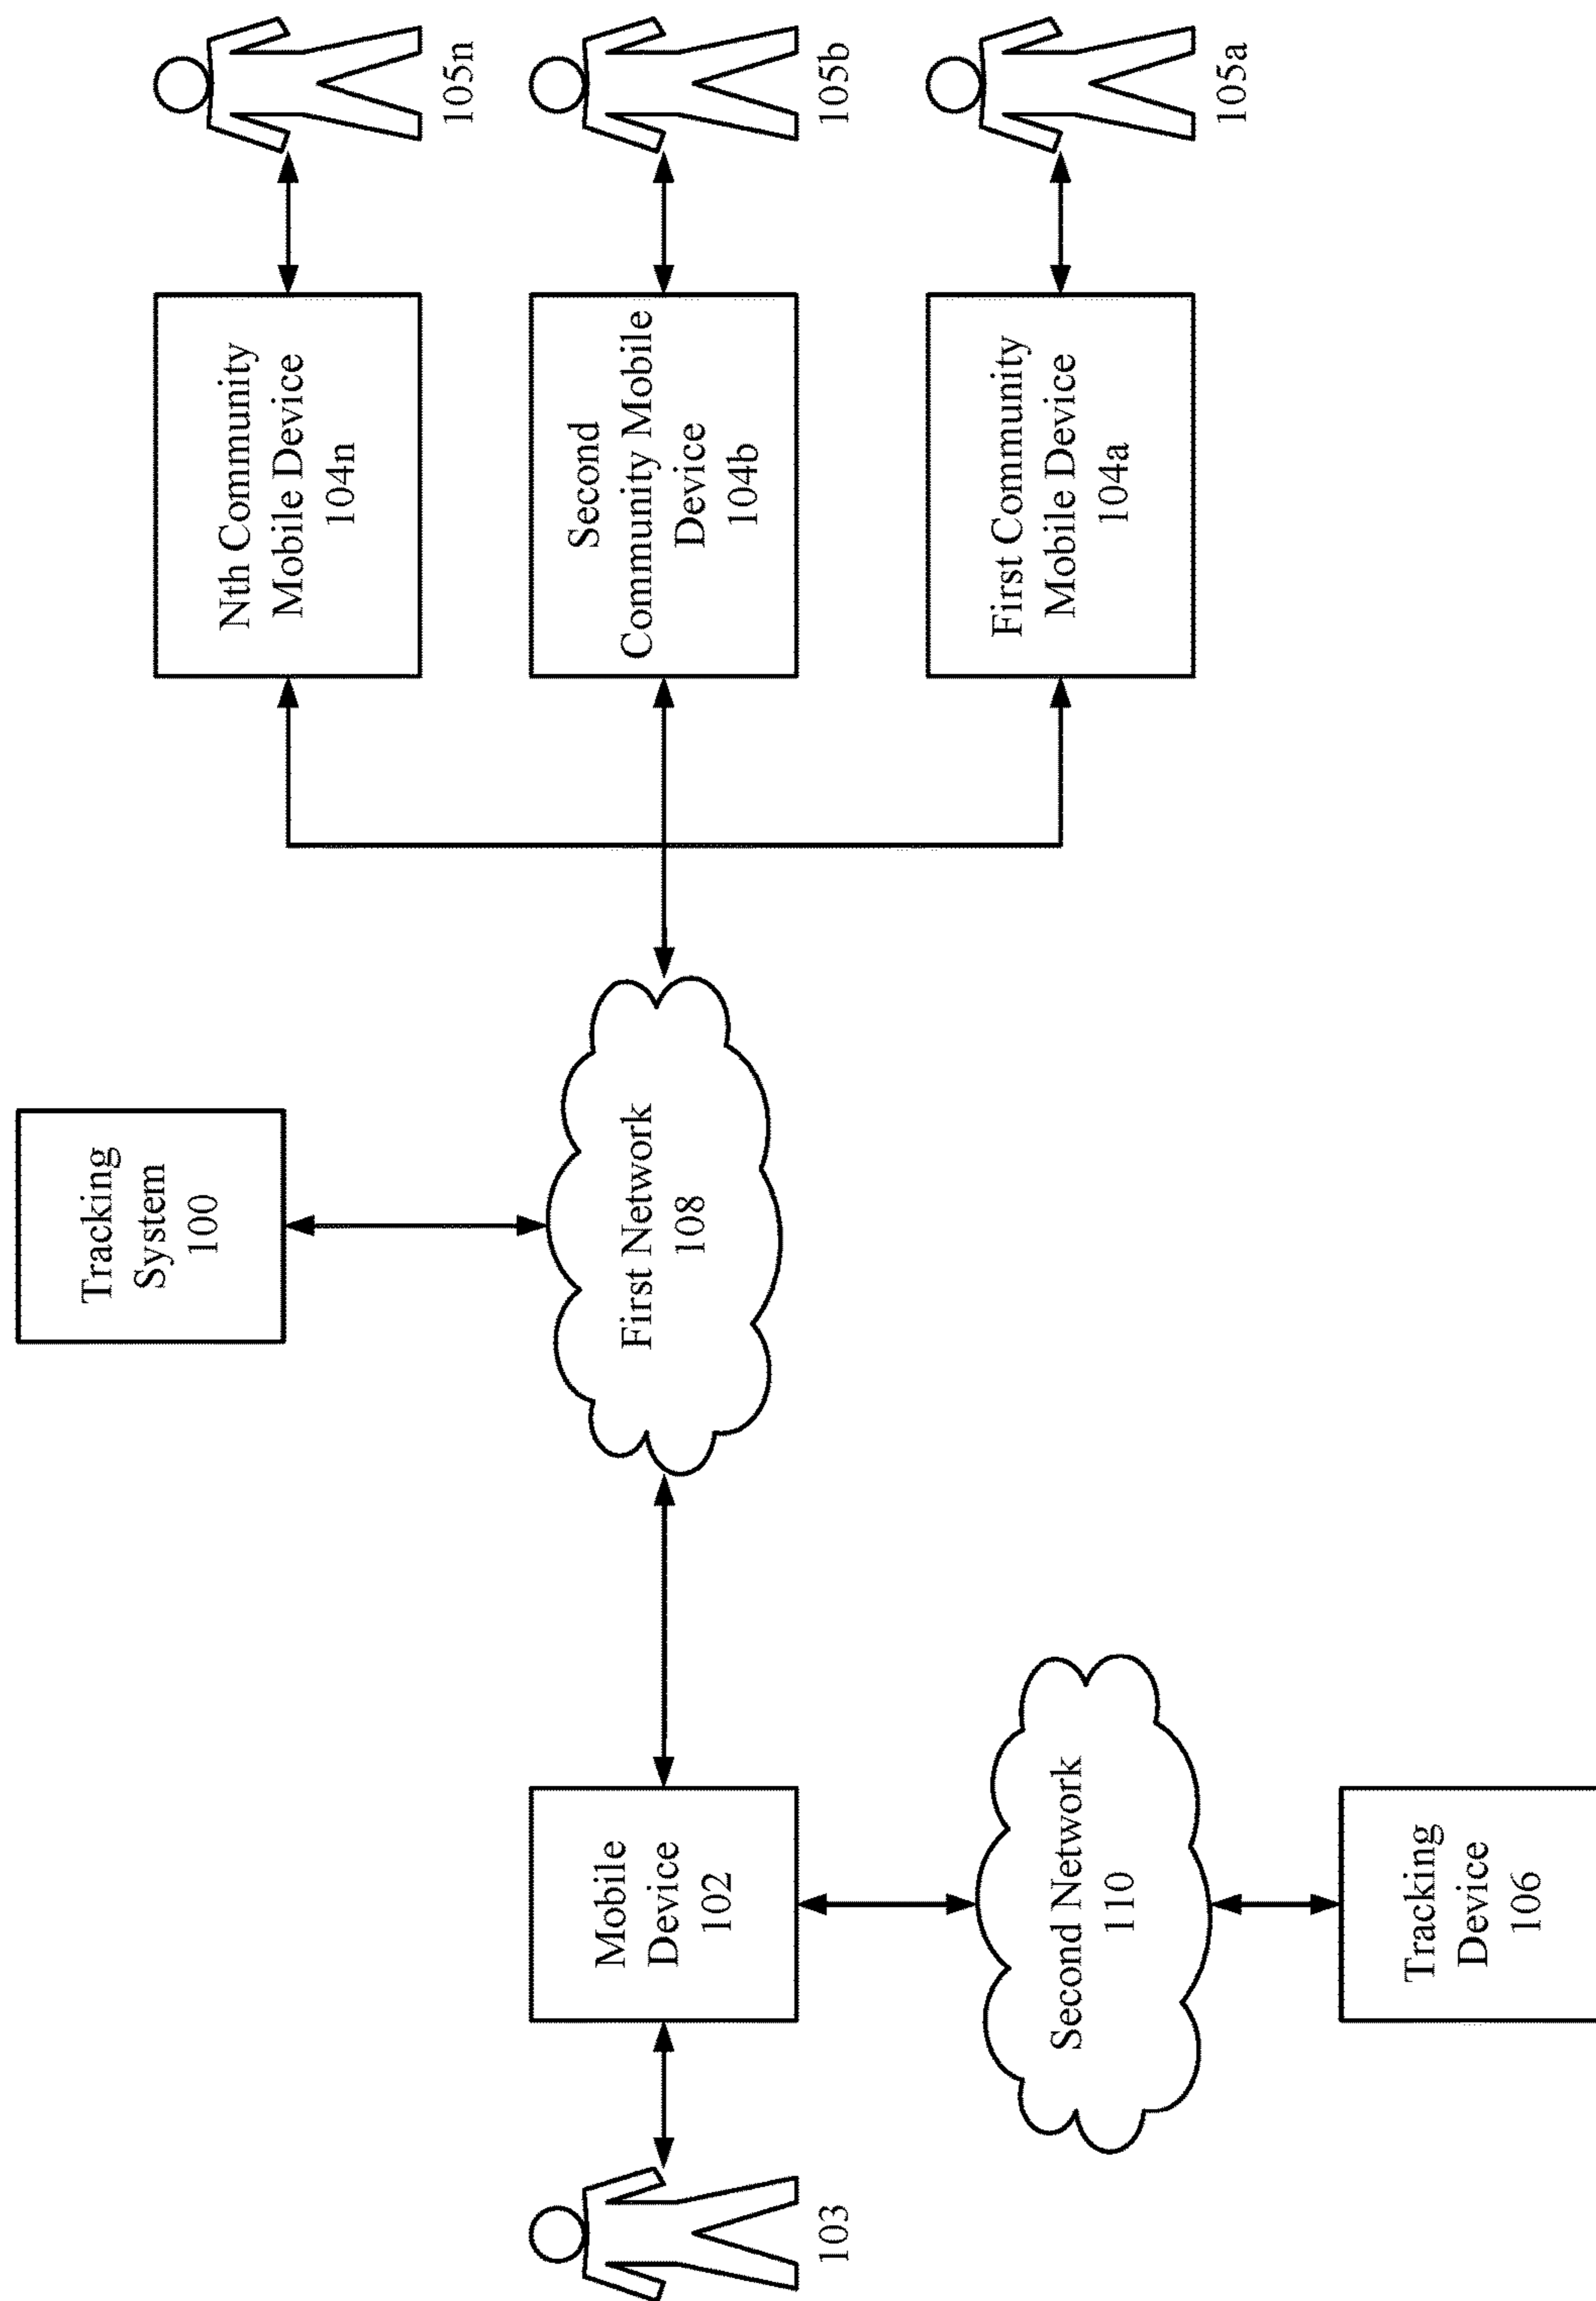 Tracking
System
100
Nth Community
Mobile Device
104n
105n
103
Mobile
Device
102
First Network
108
Second
Community Mobile
Device
104b
105b
First Community
Mobile Device
104a
105a
Second Network
110
Tracking
Device
106